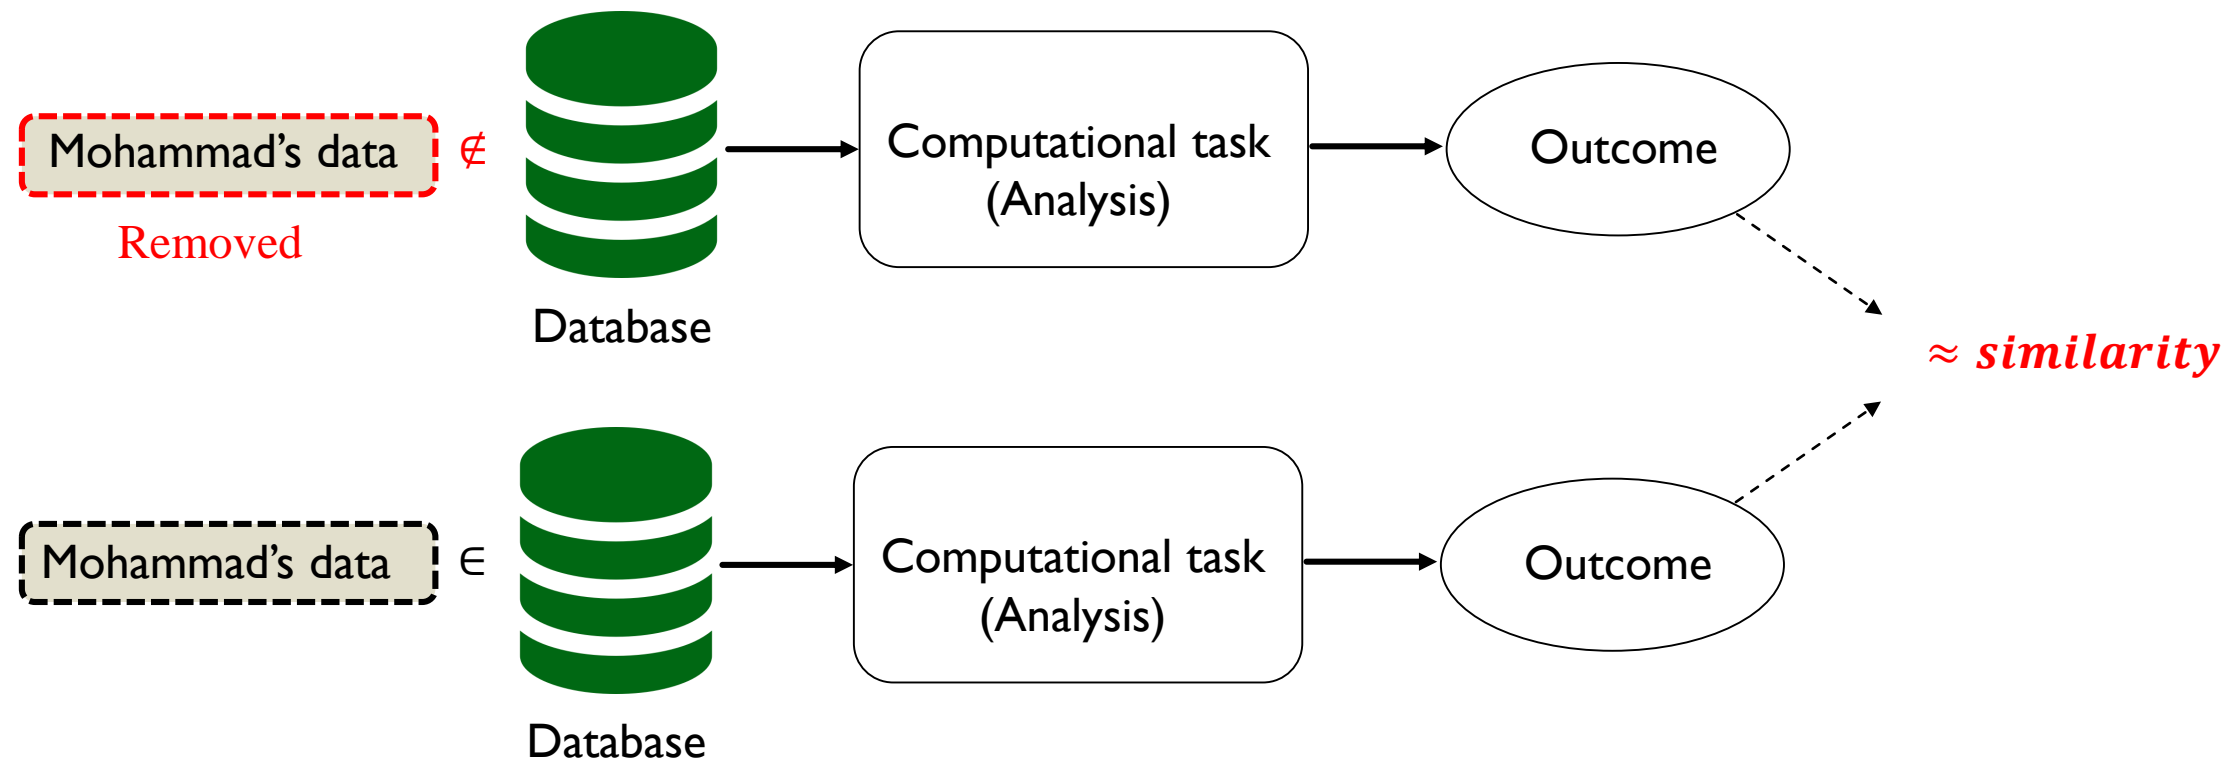 Mohammad’s data ∉
Removed
Database
Computational task
(Analysis)
Outcome
≈ similarity
Mohammad’s data ∈
Database
Computational task
(Analysis)
Outcome